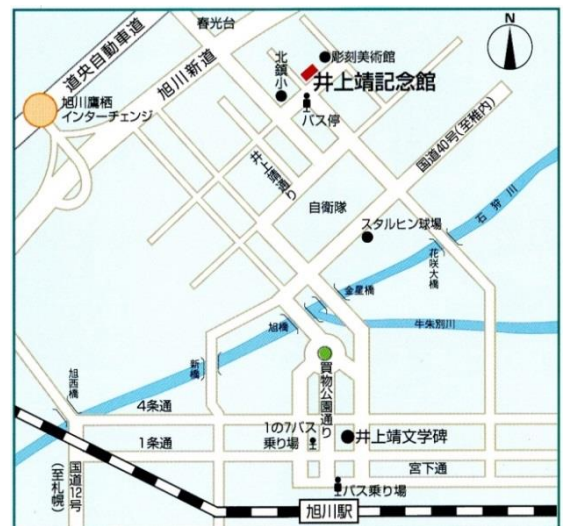 春光台
N
道央自動車道
旭川新道
北鎮小
彫刻美術館
井上靖記念館
旭川鷹栖
インターチェンジ
バス停
国道40号(至稚内)
井上靖通り
自衛隊
石狩川
スタルヒン球場
花咲大橋
金星橋
旭橋
牛朱別川
新橋
買物公園通り
旭西橋
4条通
1の7バス
乗り場
井上靖文学碑
1条通
宮下通
国道12号
(至札幌)
バス乗り場
旭川駅